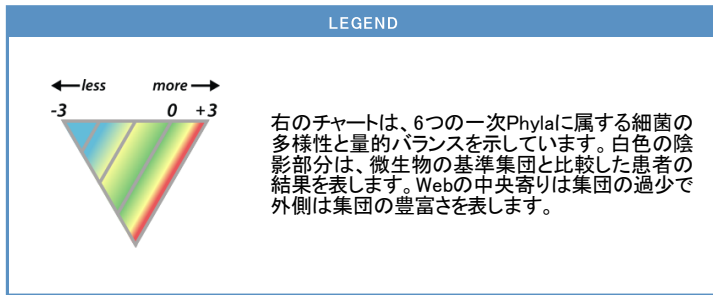 LEGEND
←less more→
-3 0 +3
右のチャートは、6つの一次Phylaに属する細菌の
多様性と量的バランスを示しています。白色の陰
影部分は、微生物の基準集団と比較した患者の
結果を表します。Webの中央寄りは集団の過少で
外側は集団の豊富さを表します。